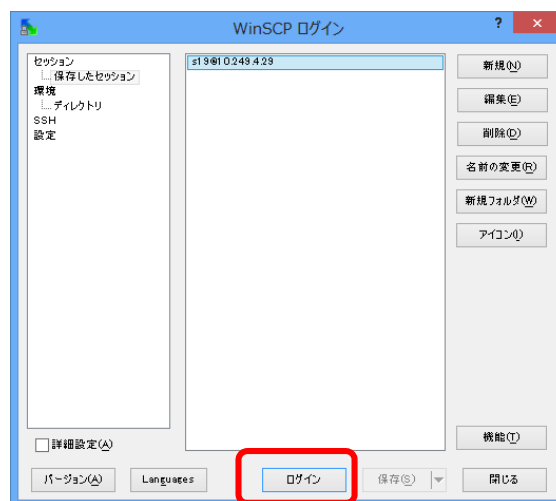 WinSCP ログイン
?
×
セッション
保存したセッション
環境
ディレクトリ
SSH
設定
s19@10.249.4.29
新規(N)
編集(E)
削除(D)
名前の変更(R)
新規フォルダ(W)
アイコン(I)
詳細設定(A)
機能(T)
バージョン(A)
Languages
ログイン
保存(S)
閉じる